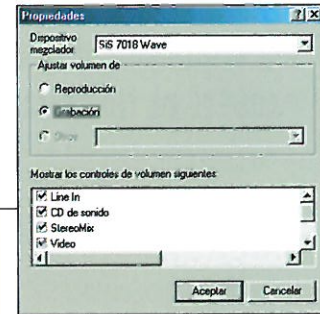 Propiedades
Dispositivo mezclador
SiS 7018 Wave
Ajustar volumen de
Reproducción
Grabación
Otros
Mostrar los controles de volumen siguientes:
Line In
CD de sonido
StereoMix
Video
Aceptar
Cancelar